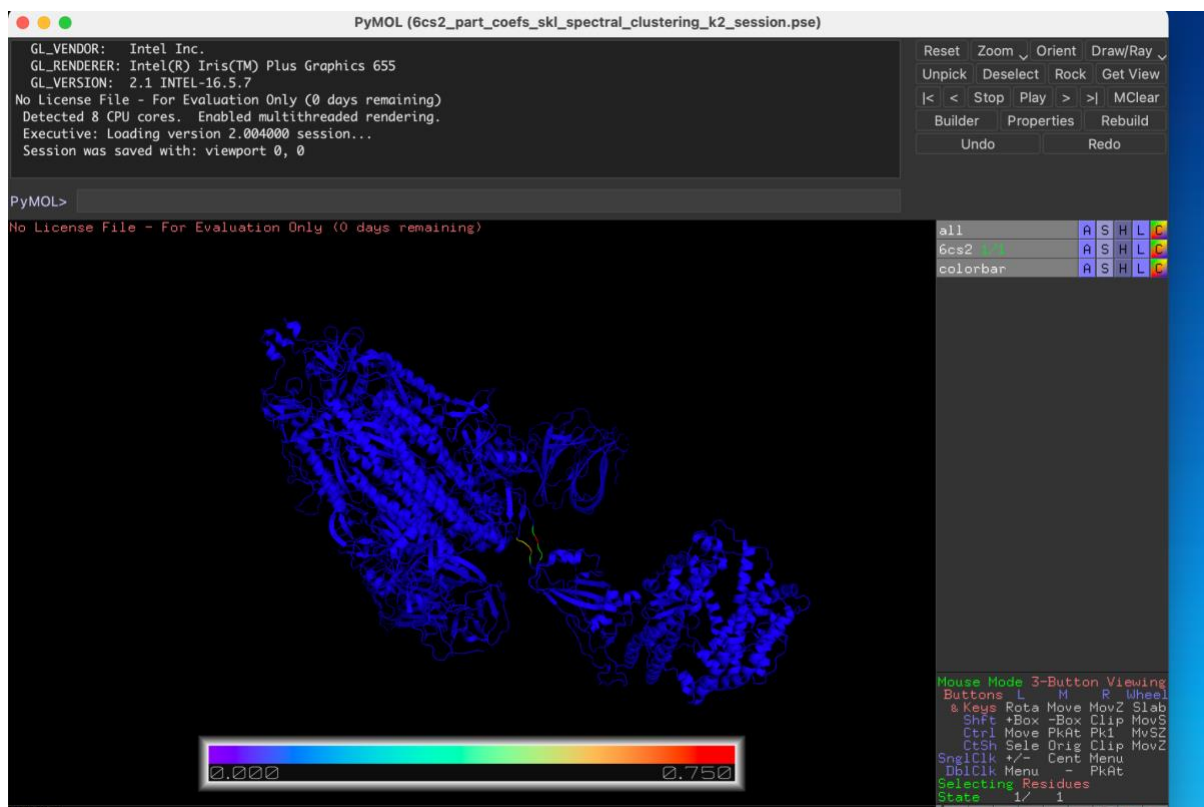 PyMOL (6cs2_part_coefs_skl_spectral_clustering_k2_session.pse)
GL_VENDOR: Intel Inc.
GL_RENDERER: Intel(R) Iris(TM) Plus Graphics 655
GL_VERSION: 2.1 INTEL-16.5.7
No License File - For Evaluation Only (0 days remaining)
Detected 8 CPU cores. Enabled multithreaded rendering.
Executive: Loading version 2.004000 session...
Session was saved with: viewport 0, 0
Reset Zoom Orient Draw/Ray
Unpick Deselect Rock Get View
|< < Stop Play > >| MClear
Builder Properties Rebuild
Undo Redo
PyMOL>
No License File - For Evaluation Only (0 days remaining)
all A S H L C
6cs2 1/1 A S H L C
colorbar A S H L C
0.000 0.750
Mouse Mode 3-Button Viewing
Buttons L M R Wheel
& Keys Rota Move MovZ Slab
Shft +Box -Box Clip MovS
Ctrl Move PkAt Pk1 MvSZ
CtSh Sele Orig Clip MovZ
SnglClk +/- Cent Menu
DblClk Menu - PkAt
Selecting Residues
State 1/ 1